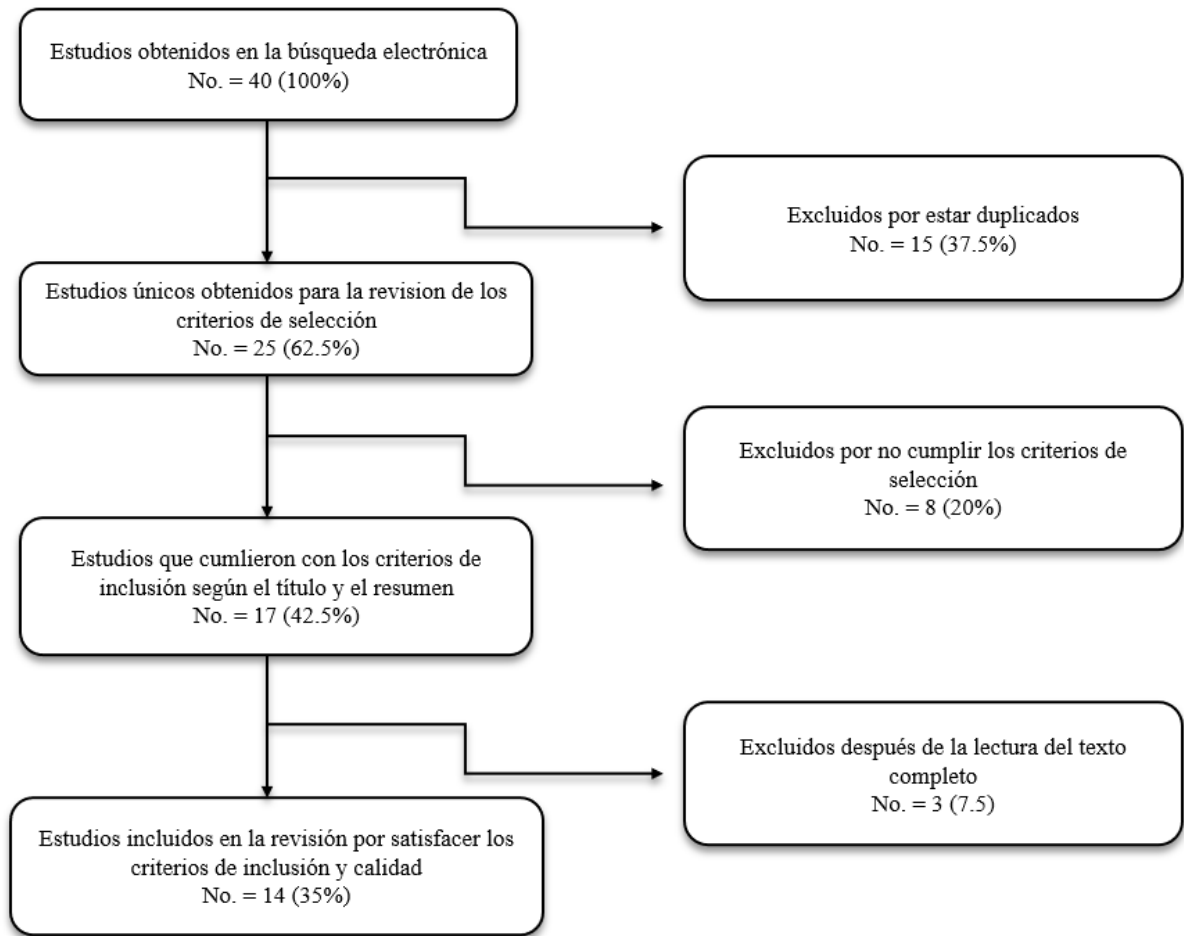 Estudios obtenidos en la búsqueda electrónica
No. = 40 (100%)
Excluidos por estar duplicados
No. = 15 (37.5%)
Estudios únicos obtenidos para la revision de los
criterios de selección
No. = 25 (62.5%)
Excluidos por no cumplir los criterios de
selección
No. = 8 (20%)
Estudios que cumlieron con los criterios de
inclusión según el título y el resumen
No. = 17 (42.5%)
Excluidos después de la lectura del texto
completo
No. = 3 (7.5)
Estudios incluidos en la revisión por satisfacer los
criterios de inclusión y calidad
No. = 14 (35%)